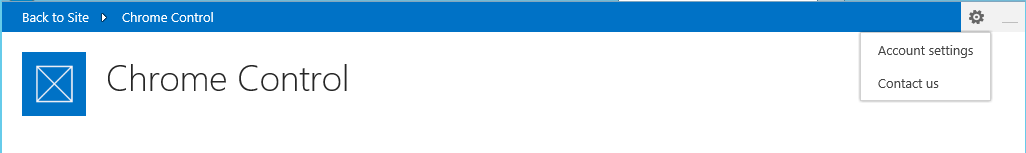 Back to Site Chrome Control
Chrome Control
Account settings
Contact us